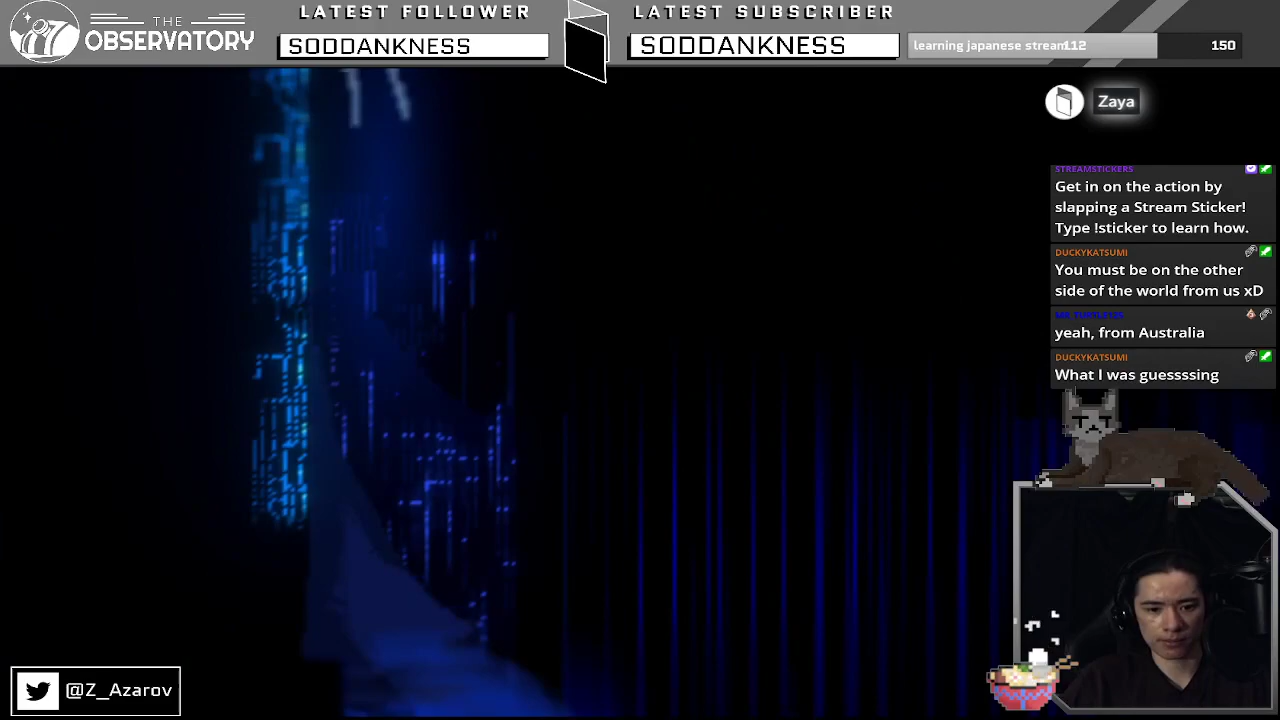 THE
OBSERVATORY
LATEST FOLLOWER
SODDANKNESS
LATEST SUBSCRIBER
SODDANKNESS
learning japanese stream 112 150
Zaya
STREAMSTICKERS
Get in on the action by
slapping a Stream Sticker!
Type !sticker to learn how.
DUCKYKATSUMI
You must be on the other
side of the world from us xD
yeah, from Australia
DUCKYKATSUMI
What I was guessssing
@Z_Azarov